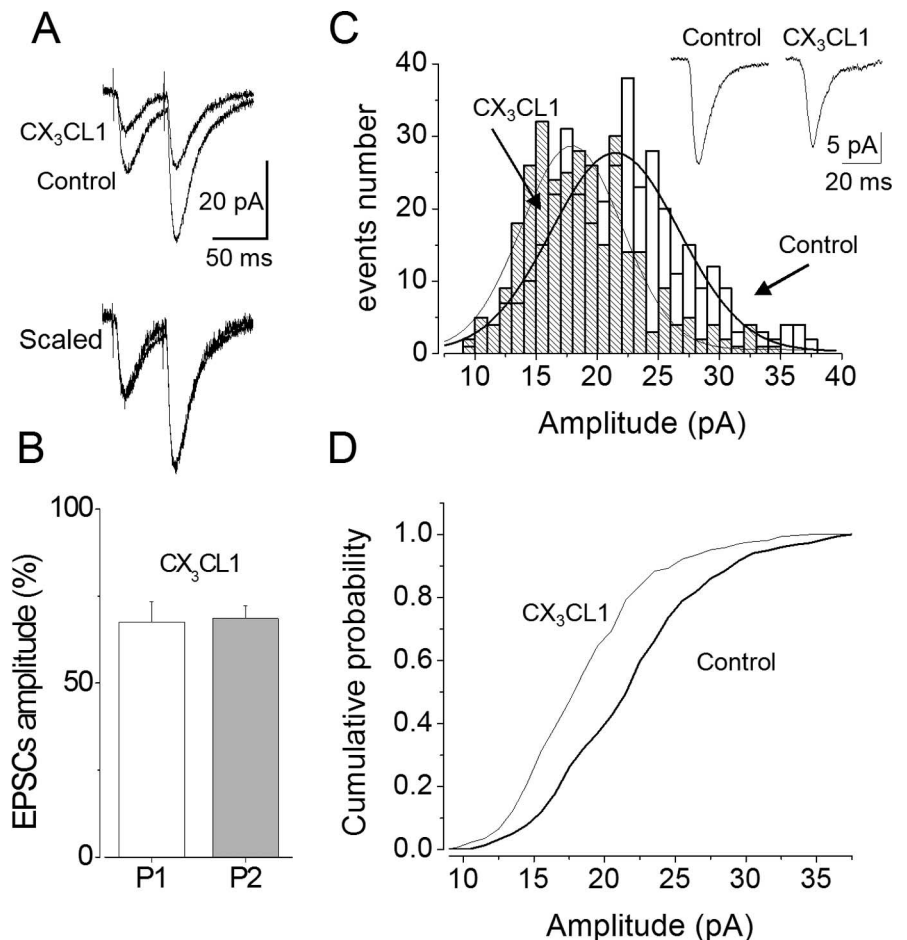 A
CX₃CL1
Control
20 pA
50 ms
Scaled
B
100
50
0
EPSCs amplitude (%)
CX₃CL1
P1
P2
C
40
30
20
10
0
events number
CX₃CL1
Control
Control
CX₃CL1
5 pA
20 ms
10 15 20 25 30 35 40
Amplitude (pA)
D
1.0
0.8
0.6
0.4
0.2
0.0
Cumulative probability
CX₃CL1
Control
10 15 20 25 30 35
Amplitude (pA)